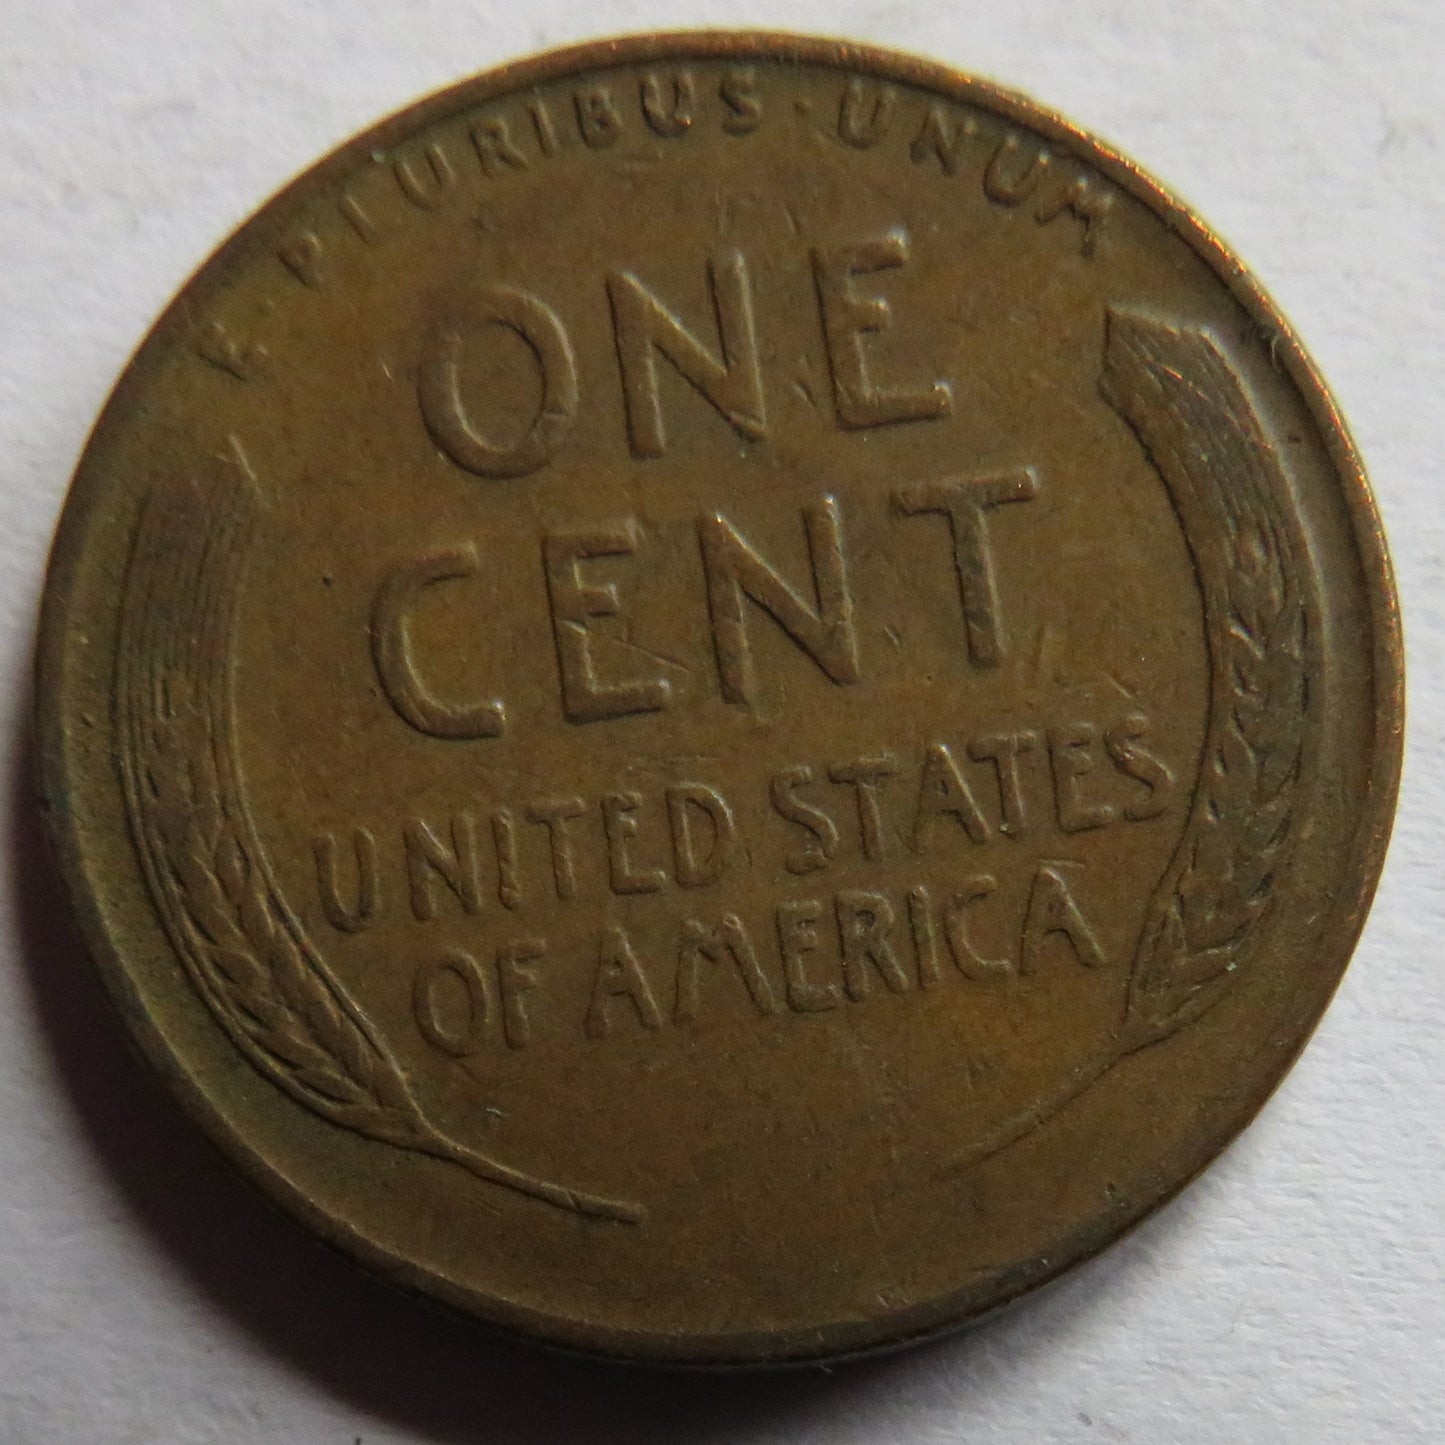 E·PLURIBUS·UNUM
ONE
CENT
UNITED STATES
OF AMERICA